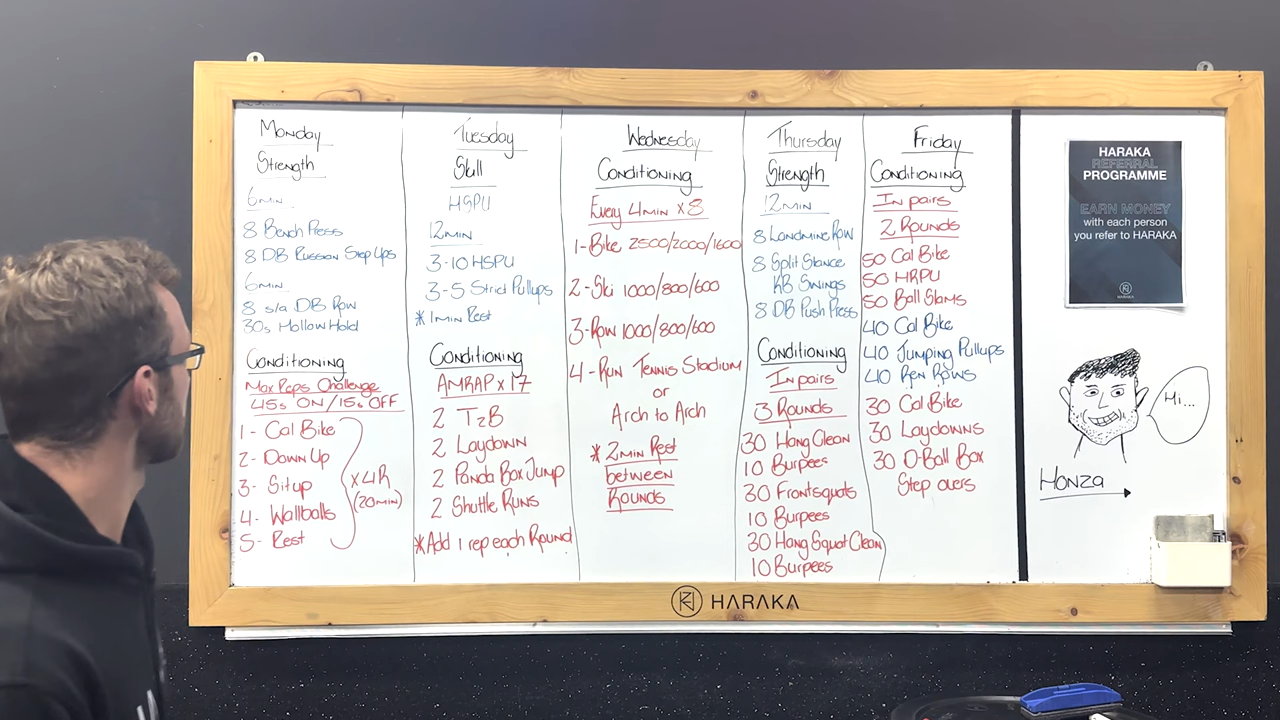 Monday
Strength
6min
8 Bench Press
8 DB Russian Step Ups
6min
8 s/a DB Row
30s Hollow Hold
Conditioning
Max Reps Challenge
45s ON/15s OFF
1- Cal Bike
2- Down Up
3- Situp
4- Wallballs
5- Rest
x4R
(20min)
Tuesday
Skill
HSPU
12min
3-10 HSPU
3-5 Strict Pullups
*1min Rest
Conditioning
AMRAP x 17
2 T2B
2 Laydown
2 Panda Box Jump
2 Shuttle Runs
*Add 1 rep each Round
Wednesday
Conditioning
Every 4min x 8
1-Bike 2500/2000/1600
2-Ski 1000/800/600
3-Row 1000/800/600
4-Run Tennis Stadium
or
Arch to Arch
*2min Rest
between
Rounds
Thursday
Strength
12min
8 Landmine Row
8 Split Stance
KB Swings
8 DB Push Press
Conditioning
In pairs
3 Rounds
30 Hang Clean
10 Burpees
30 Frontsquats
10 Burpees
30 Hang Squat Clean
10 Burpees
Friday
Conditioning
In pairs
2 Rounds
50 Cal Bike
50 HRPU
50 Ball Slams
40 Cal Bike
40 Jumping Pullups
40 Ren Rows
30 Cal Bike
30 Laydowns
30 D-Ball Box
Step overs
HARAKA
REFERRAL
PROGRAMME
EARN MONEY
with each person
you refer to HARAKA
HARAKA
Hi...
Honza
HARAKA